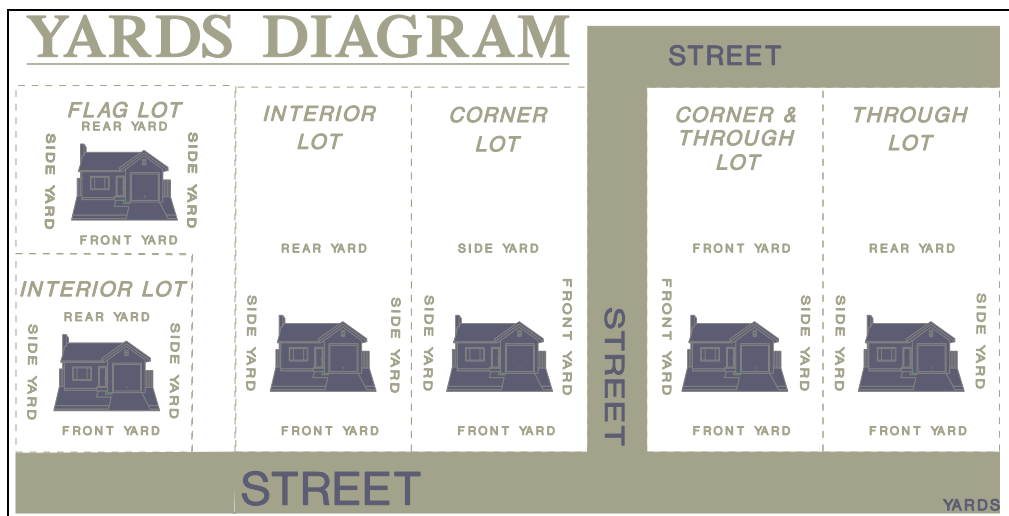 YARDS DIAGRAM
STREET
FLAG LOT
REAR YARD
SIDE YARD
SIDE YARD
FRONT YARD
INTERIOR LOT
REAR YARD
SIDE YARD
SIDE YARD
FRONT YARD
INTERIOR
LOT
REAR YARD
SIDE YARD
SIDE YARD
FRONT YARD
CORNER
LOT
SIDE YARD
SIDE YARD
FRONT YARD
FRONT YARD
STREET
CORNER &
THROUGH
LOT
FRONT YARD
FRONT YARD
SIDE YARD
FRONT YARD
THROUGH
LOT
REAR YARD
SIDE YARD
SIDE YARD
FRONT YARD
STREET
YARDS